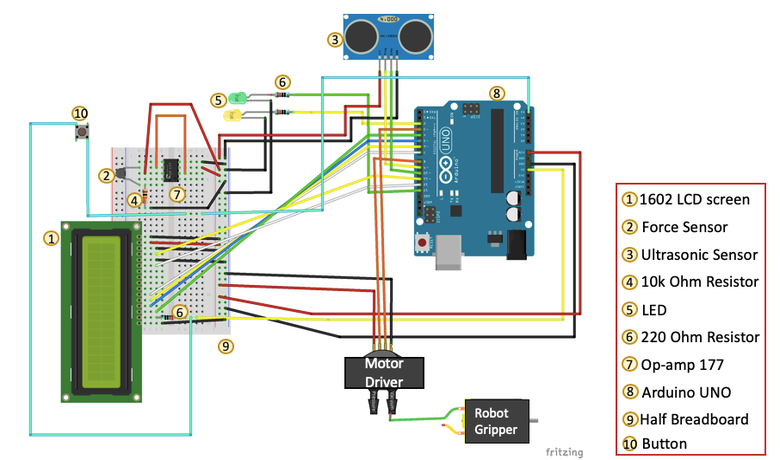 4.000
3
6
5
8
10
UNO
Arduino
2
4
7
1
6
9
Motor
Driver
Robot
Gripper
fritzing
1 1602 LCD screen
2 Force Sensor
3 Ultrasonic Sensor
4 10k Ohm Resistor
5 LED
6 220 Ohm Resistor
7 Op-amp 177
8 Arduino UNO
9 Half Breadboard
10 Button